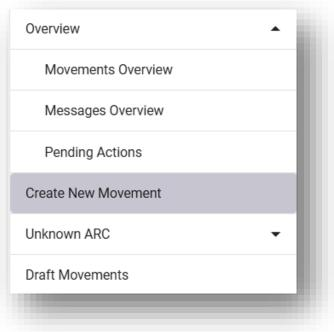 Overview
Movements Overview
Messages Overview
Pending Actions
Create New Movement
Unknown ARC
Draft Movements